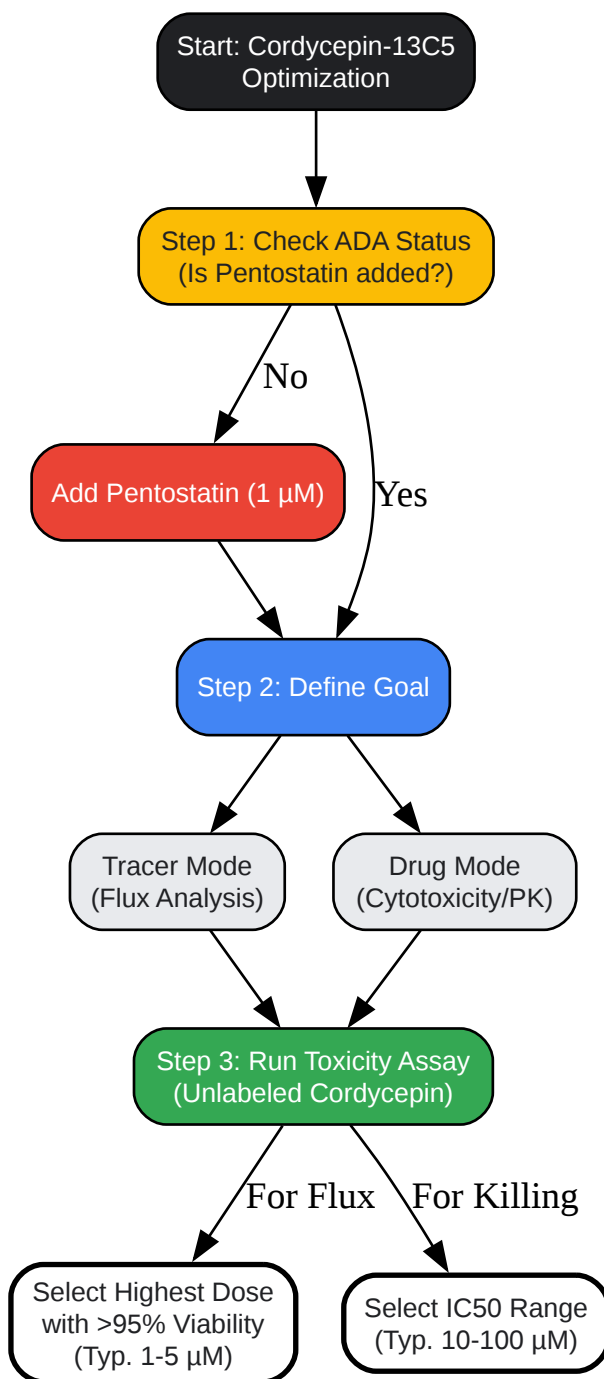 Start: Cordycepin-13C5
Optimization
Step 1: Check ADA Status
(Is Pentostatin added?)
No
Add Pentostatin (1 µM)
Yes
Step 2: Define Goal
Tracer Mode
(Flux Analysis)
Drug Mode
(Cytotoxicity/PK)
Step 3: Run Toxicity Assay
(Unlabeled Cordycepin)
For Flux
For Killing
Select Highest Dose
with >95% Viability
(Typ. 1-5 µM)
Select IC50 Range
(Typ. 10-100 µM)